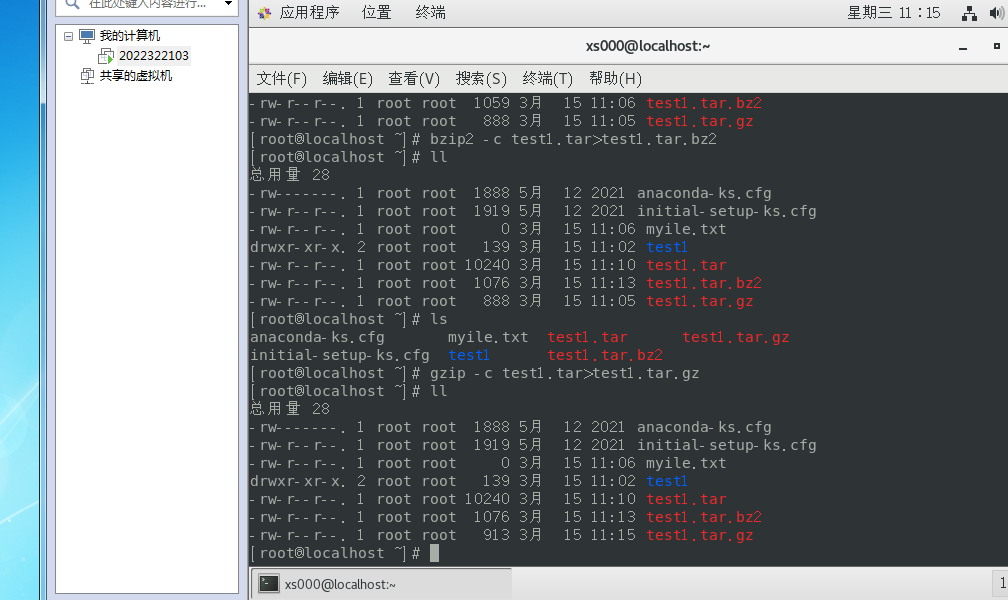 在此处键入内容进行...
我的计算机
2022322103
共享的虚拟机
应用程序 位置 终端 星期三 11：15
xs000@localhost:~
文件(F) 编辑(E) 查看(V) 搜索(S) 终端(T) 帮助(H)
-rw-r--r--. 1 root root 1059 3月 15 11:06 test1.tar.bz2
-rw-r--r--. 1 root root 888 3月 15 11:05 test1.tar.gz
[root@localhost ~]# bzip2 -c test1.tar>test1.tar.bz2
[root@localhost ~]# ll
总用量 28
-rw-------. 1 root root 1888 5月 12 2021 anaconda-ks.cfg
-rw-r--r--. 1 root root 1919 5月 12 2021 initial-setup-ks.cfg
-rw-r--r--. 1 root root 0 3月 15 11:06 myile.txt
drwxr-xr-x. 2 root root 139 3月 15 11:02 test1
-rw-r--r--. 1 root root 10240 3月 15 11:10 test1.tar
-rw-r--r--. 1 root root 1076 3月 15 11:13 test1.tar.bz2
-rw-r--r--. 1 root root 888 3月 15 11:05 test1.tar.gz
[root@localhost ~]# ls
anaconda-ks.cfg myile.txt test1.tar test1.tar.gz
initial-setup-ks.cfg test1 test1.tar.bz2
[root@localhost ~]# gzip -c test1.tar>test1.tar.gz
[root@localhost ~]# ll
总用量 28
-rw-------. 1 root root 1888 5月 12 2021 anaconda-ks.cfg
-rw-r--r--. 1 root root 1919 5月 12 2021 initial-setup-ks.cfg
-rw-r--r--. 1 root root 0 3月 15 11:06 myile.txt
drwxr-xr-x. 2 root root 139 3月 15 11:02 test1
-rw-r--r--. 1 root root 10240 3月 15 11:10 test1.tar
-rw-r--r--. 1 root root 1076 3月 15 11:13 test1.tar.bz2
-rw-r--r--. 1 root root 913 3月 15 11:15 test1.tar.gz
[root@localhost ~]#
xs000@localhost:~ 1